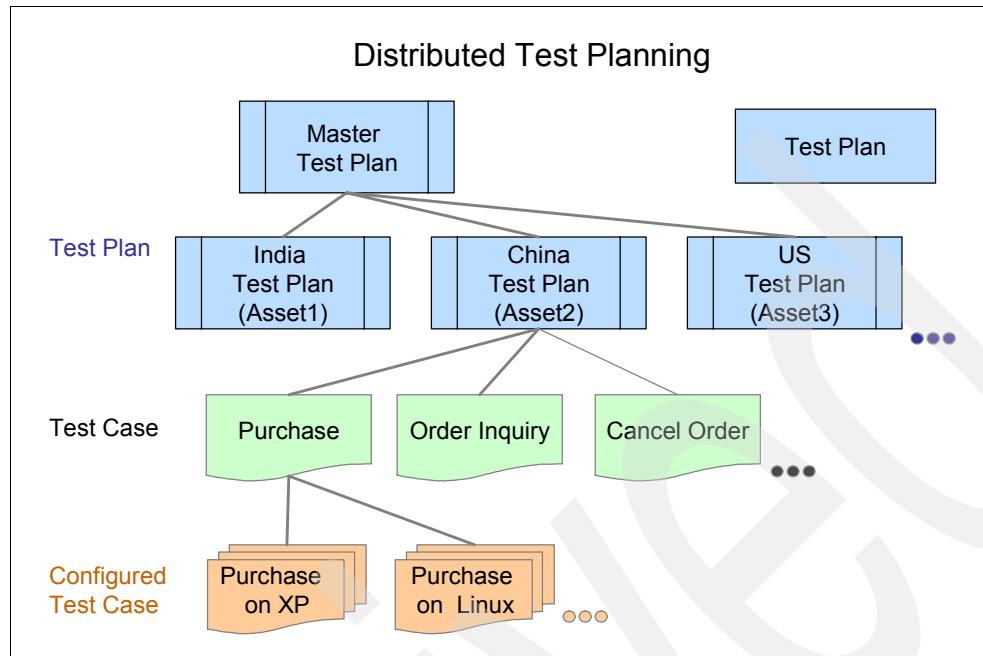 Distributed Test Planning
Master
Test Plan
Test Plan
Test Plan
India
Test Plan
(Asset1)
China
Test Plan
(Asset2)
US
Test Plan
(Asset3)
Test Case
Purchase
Order Inquiry
Cancel Order
Configured
Test Case
Purchase
on XP
Purchase
on Linux